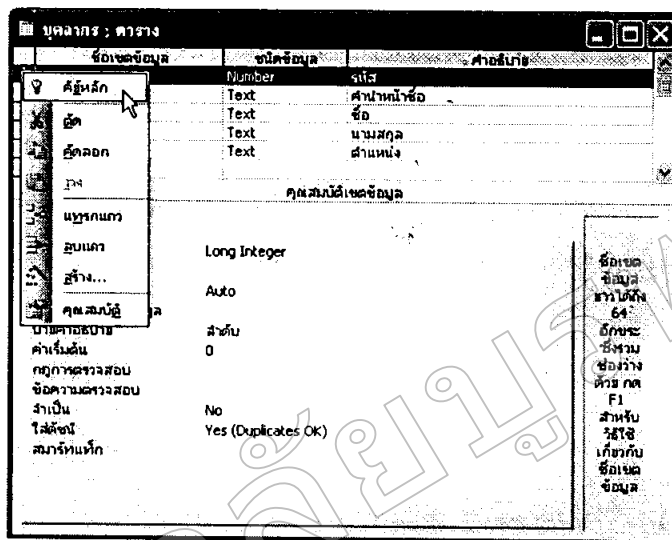 บุคลากร : ตาราง
ชื่อเขตข้อมูล ชนิดข้อมูล คำอธิบาย
Number รหัส
Text คำนำหน้าชื่อ
Text ชื่อ
Text นามสกุล
Text ตำแหน่ง
คีย์หลัก
ตัด
คัดลอก
วาง
แทรกแถว
ลบแถว
สร้าง...
คุณสมบัติ
คุณสมบัติเขตข้อมูล
Long Integer
Auto
ป้ายคำอธิบาย ลำดับ
ค่าเริ่มต้น 0
กฎการตรวจสอบ
ข้อความตรวจสอบ
จำเป็น No
ใส่ดัชนี Yes (Duplicates OK)
สมาร์ทแท็ก
ชื่อเขต
ข้อมูล
ยาวได้ถึง
64
อักขระ
ซึ่งรวม
ช่องว่าง
ด้วย กด
F1
สำหรับ
วิธีใช้
เกี่ยวกับ
ชื่อเขต
ข้อมูล